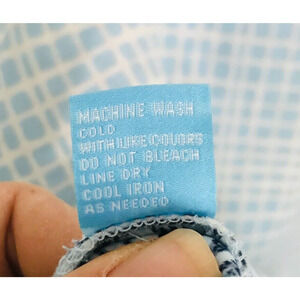 MACHINE WASH
COLD
WITH LIKE COLORS
DO NOT BLEACH
LINE DRY
COOL IRON
AS NEEDED